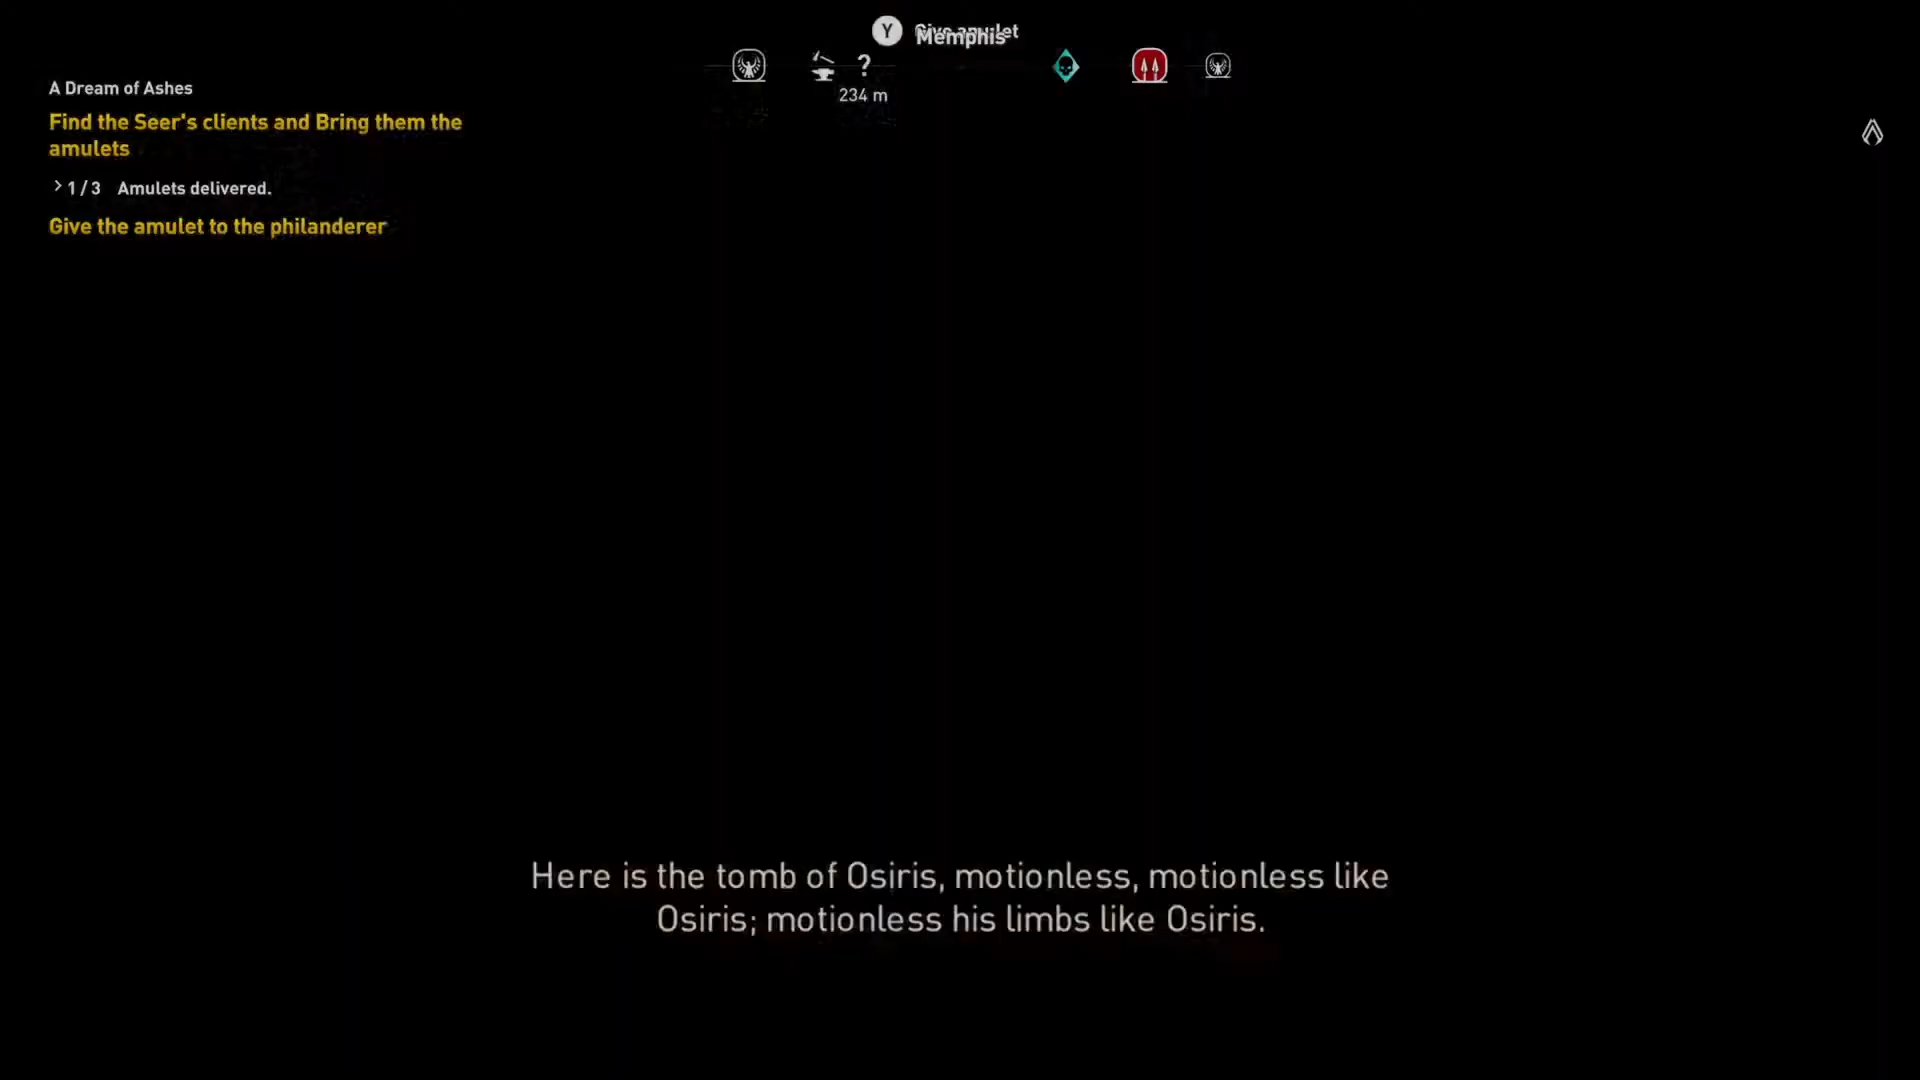 Y Give amulet
Memphis
?
234 m
A Dream of Ashes
Find the Seer's clients and Bring them the
amulets
> 1 / 3 Amulets delivered.
Give the amulet to the philanderer
Here is the tomb of Osiris, motionless, motionless like
Osiris; motionless his limbs like Osiris.